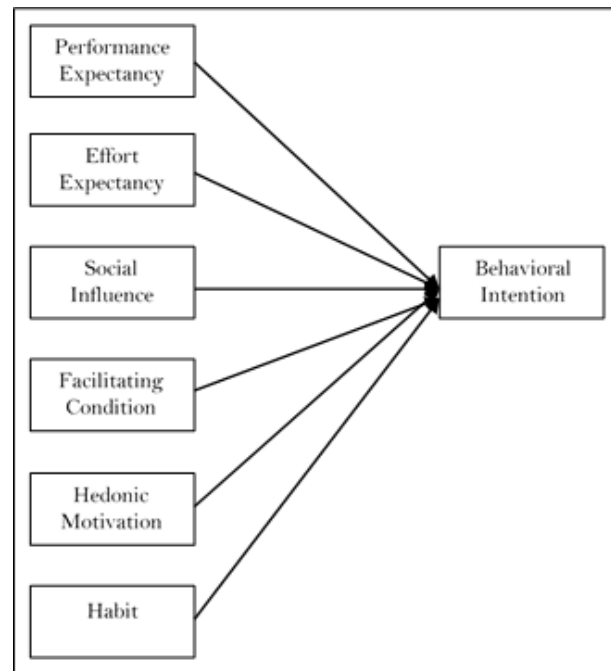 Performance
Expectancy
Effort
Expectancy
Social
Influence
Behavioral
Intention
Facilitating
Condition
Hedonic
Motivation
Habit